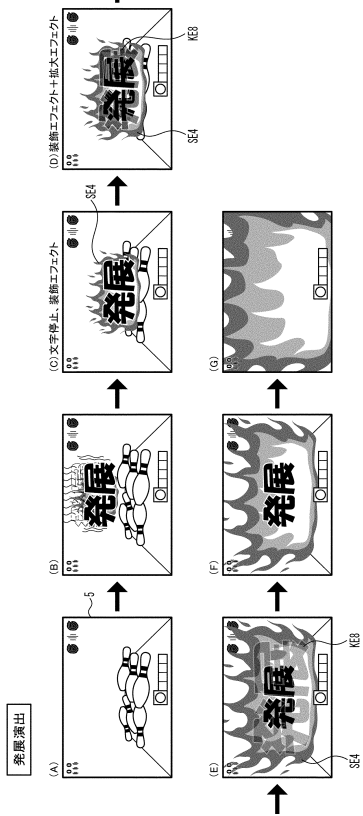 発展演出
(A)
5
(B)
発展
(C)文字停止、装飾エフェクト
SE4
発展
(D)装飾エフェクト+拡大エフェクト
発展
KE8
SE4
(E)
発展
KE8
SE4
(F)
発展
(G)